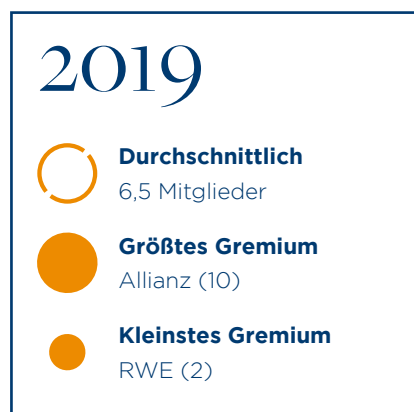 2019
Durchschnittlich
6,5 Mitglieder
Größtes Gremium
Allianz (10)
Kleinstes Gremium
RWE (2)